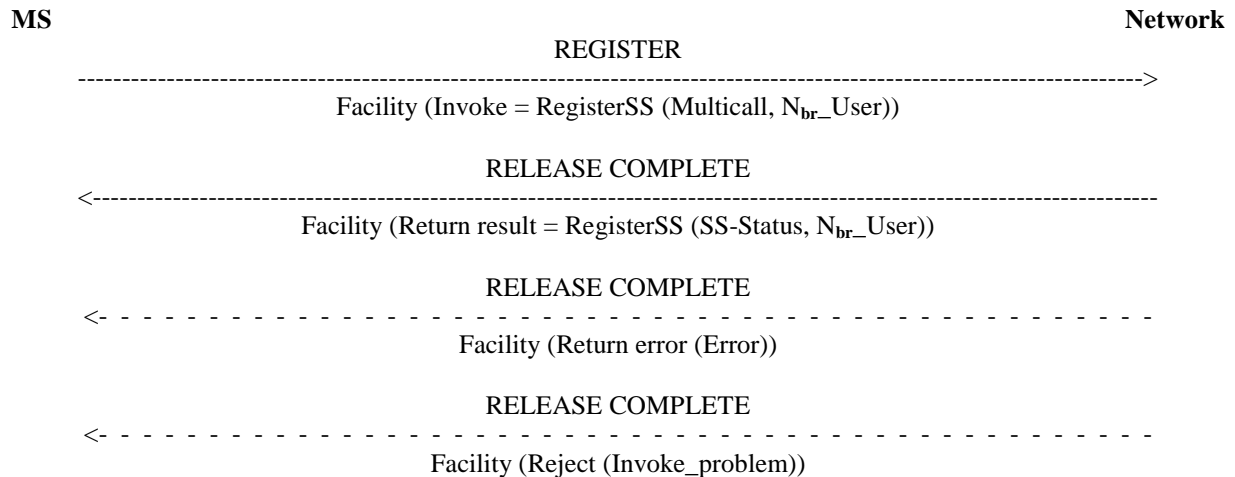 MS Network
REGISTER
------------------------------------------------------------------------------------------------------------------------>
Facility (Invoke = RegisterSS (Multicall, Nbr_User))
RELEASE COMPLETE
<------------------------------------------------------------------------------------------------------------------------
Facility (Return result = RegisterSS (SS-Status, Nbr_User))
RELEASE COMPLETE
<- - - - - - - - - - - - - - - - - - - - - - - - - - - - - - - - - - - - - - - -
Facility (Return error (Error))
RELEASE COMPLETE
<- - - - - - - - - - - - - - - - - - - - - - - - - - - - - - - - - - - - - - - -
Facility (Reject (Invoke_problem))